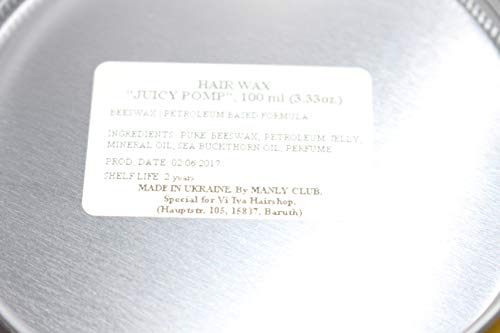 HAIR WAX
"JUICY POMP", 100 ml (3.33oz.)
BEESWAX | PETROLEUM BASED FORMULA
INGREDIENTS: PURE BEESWAX, PETROLEUM JELLY,
MINERAL OIL, SEA BUCKTHORN OIL, PERFUME
PROD. DATE 02.06.2017
SHELF LIFE 2 years
MADE IN UKRAINE. By MANLY CLUB.
Special for Vi Iva Hairshop.
(Hauptstr. 105, 15837, Baruth)